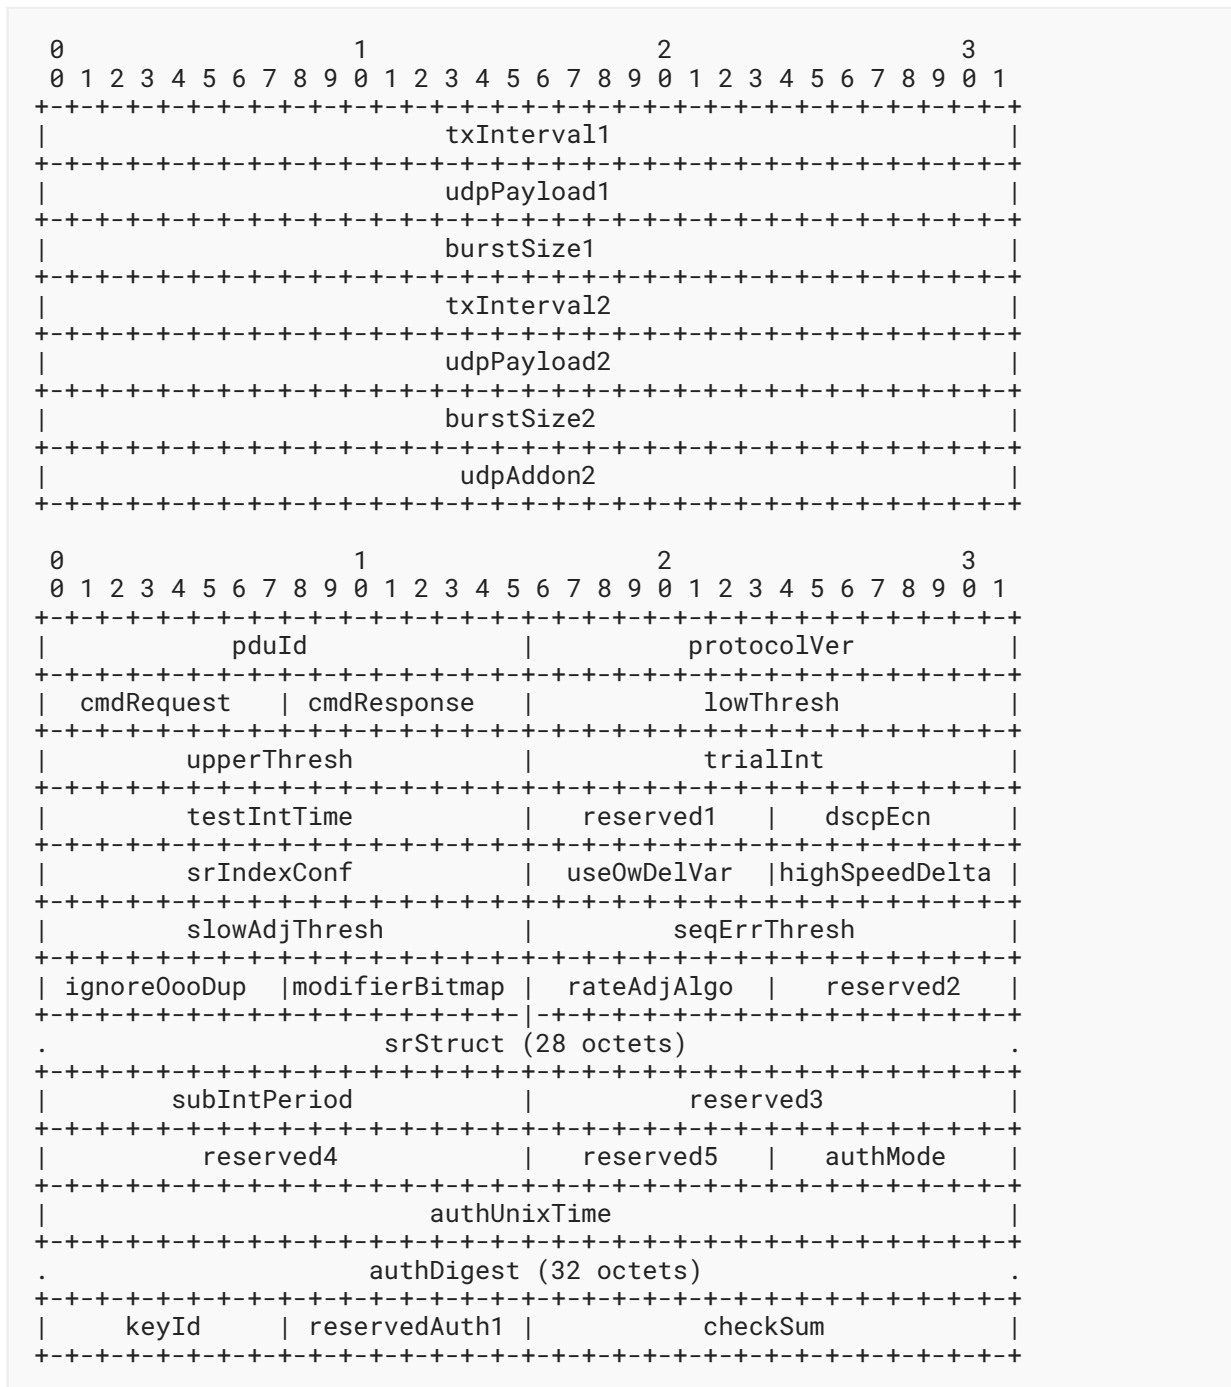 0                   1                   2                   3
 0 1 2 3 4 5 6 7 8 9 0 1 2 3 4 5 6 7 8 9 0 1 2 3 4 5 6 7 8 9 0 1
+-+-+-+-+-+-+-+-+-+-+-+-+-+-+-+-+-+-+-+-+-+-+-+-+-+-+-+-+-+-+-+-+
|                          txInterval1                          |
+-+-+-+-+-+-+-+-+-+-+-+-+-+-+-+-+-+-+-+-+-+-+-+-+-+-+-+-+-+-+-+-+
|                          udpPayload1                          |
+-+-+-+-+-+-+-+-+-+-+-+-+-+-+-+-+-+-+-+-+-+-+-+-+-+-+-+-+-+-+-+-+
|                          burstSize1                           |
+-+-+-+-+-+-+-+-+-+-+-+-+-+-+-+-+-+-+-+-+-+-+-+-+-+-+-+-+-+-+-+-+
|                          txInterval2                          |
+-+-+-+-+-+-+-+-+-+-+-+-+-+-+-+-+-+-+-+-+-+-+-+-+-+-+-+-+-+-+-+-+
|                          udpPayload2                          |
+-+-+-+-+-+-+-+-+-+-+-+-+-+-+-+-+-+-+-+-+-+-+-+-+-+-+-+-+-+-+-+-+
|                          burstSize2                           |
+-+-+-+-+-+-+-+-+-+-+-+-+-+-+-+-+-+-+-+-+-+-+-+-+-+-+-+-+-+-+-+-+
|                           udpAddon2                           |
+-+-+-+-+-+-+-+-+-+-+-+-+-+-+-+-+-+-+-+-+-+-+-+-+-+-+-+-+-+-+-+-+

 0                   1                   2                   3
 0 1 2 3 4 5 6 7 8 9 0 1 2 3 4 5 6 7 8 9 0 1 2 3 4 5 6 7 8 9 0 1
+-+-+-+-+-+-+-+-+-+-+-+-+-+-+-+-+-+-+-+-+-+-+-+-+-+-+-+-+-+-+-+-+
|            pduId              |          protocolVer          |
+-+-+-+-+-+-+-+-+-+-+-+-+-+-+-+-+-+-+-+-+-+-+-+-+-+-+-+-+-+-+-+-+
|  cmdRequest   | cmdResponse   |           lowThresh           |
+-+-+-+-+-+-+-+-+-+-+-+-+-+-+-+-+-+-+-+-+-+-+-+-+-+-+-+-+-+-+-+-+
|         upperThresh           |           trialInt            |
+-+-+-+-+-+-+-+-+-+-+-+-+-+-+-+-+-+-+-+-+-+-+-+-+-+-+-+-+-+-+-+-+
|         testIntTime           |   reserved1   |   dscpEcn     |
+-+-+-+-+-+-+-+-+-+-+-+-+-+-+-+-+-+-+-+-+-+-+-+-+-+-+-+-+-+-+-+-+
|         srIndexConf           |  useOwDelVar  |highSpeedDelta |
+-+-+-+-+-+-+-+-+-+-+-+-+-+-+-+-+-+-+-+-+-+-+-+-+-+-+-+-+-+-+-+-+
|         slowAdjThresh         |         seqErrThresh          |
+-+-+-+-+-+-+-+-+-+-+-+-+-+-+-+-+-+-+-+-+-+-+-+-+-+-+-+-+-+-+-+-+
| ignoreOooDup  |modifierBitmap |  rateAdjAlgo  |   reserved2   |
+-+-+-+-+-+-+-+-+-+-+-+-+-+-+-+-|-+-+-+-+-+-+-+-+-+-+-+-+-+-+-+-+
.                      srStruct (28 octets)                     .
+-+-+-+-+-+-+-+-+-+-+-+-+-+-+-+-+-+-+-+-+-+-+-+-+-+-+-+-+-+-+-+-+
|        subIntPeriod           |          reserved3            |
+-+-+-+-+-+-+-+-+-+-+-+-+-+-+-+-+-+-+-+-+-+-+-+-+-+-+-+-+-+-+-+-+
|          reserved4            |   reserved5   |   authMode    |
+-+-+-+-+-+-+-+-+-+-+-+-+-+-+-+-+-+-+-+-+-+-+-+-+-+-+-+-+-+-+-+-+
|                         authUnixTime                          |
+-+-+-+-+-+-+-+-+-+-+-+-+-+-+-+-+-+-+-+-+-+-+-+-+-+-+-+-+-+-+-+-+
.                     authDigest (32 octets)                    .
+-+-+-+-+-+-+-+-+-+-+-+-+-+-+-+-+-+-+-+-+-+-+-+-+-+-+-+-+-+-+-+-+
|     keyId     | reservedAuth1 |           checkSum            |
+-+-+-+-+-+-+-+-+-+-+-+-+-+-+-+-+-+-+-+-+-+-+-+-+-+-+-+-+-+-+-+-+